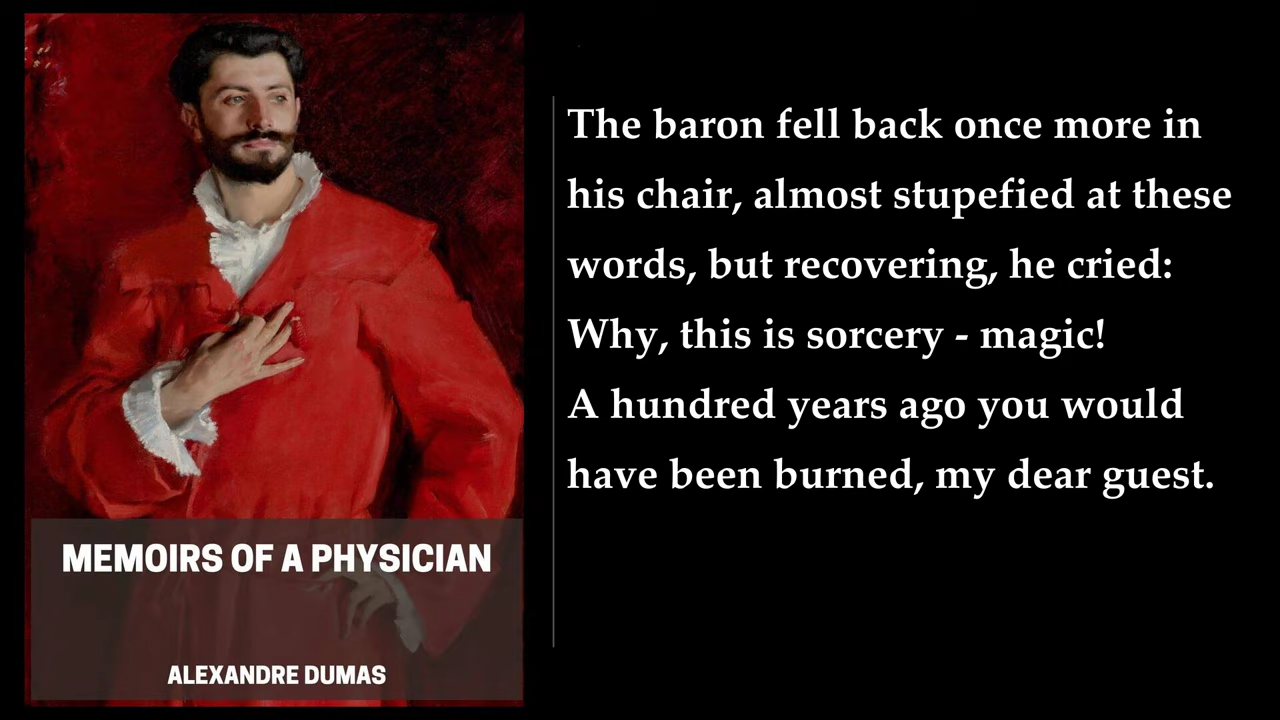 MEMOIRS OF A PHYSICIAN
ALEXANDRE DUMAS
The baron fell back once more in
his chair, almost stupefied at these
words, but recovering, he cried:
Why, this is sorcery - magic!
A hundred years ago you would
have been burned, my dear guest.